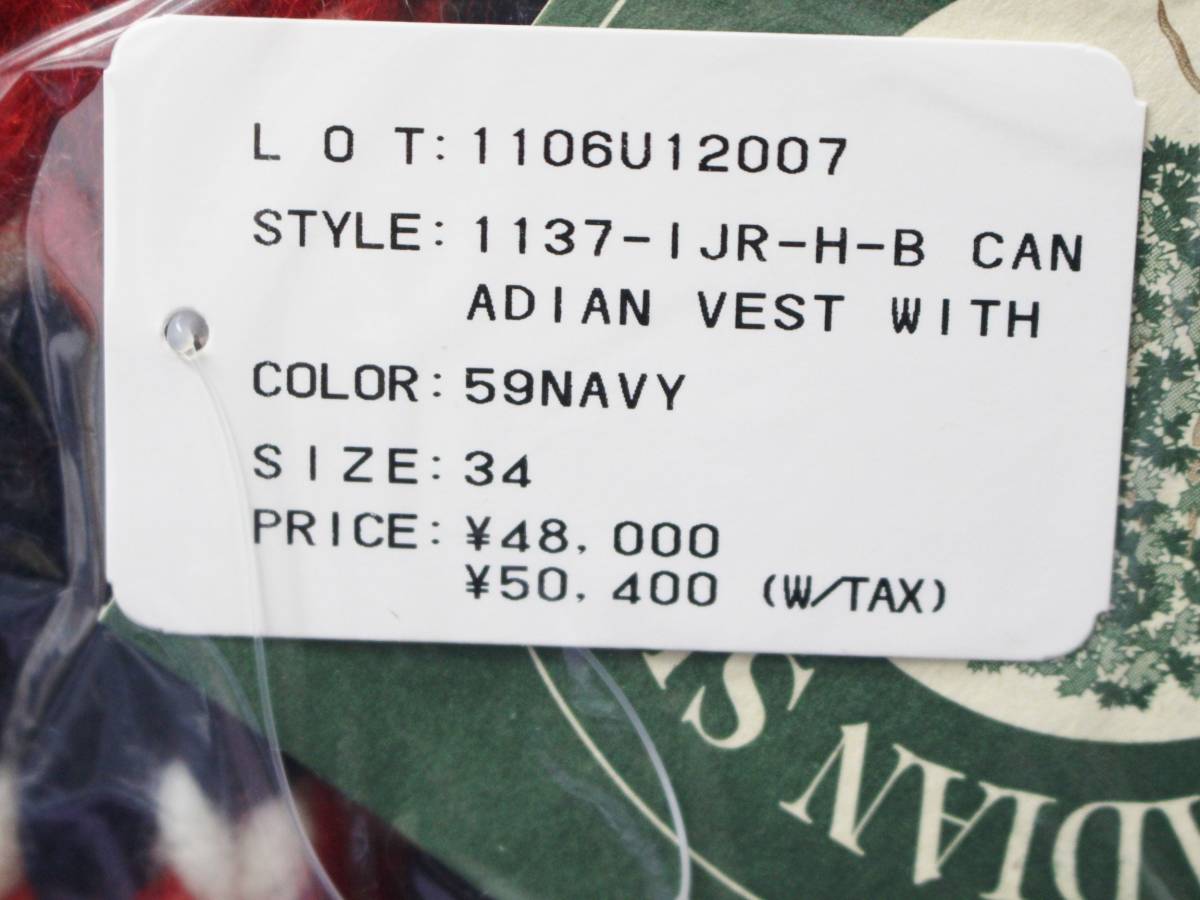 L O T: 1106U12007
STYLE: 1137-IJR-H-B CAN
ADIAN VEST WITH
COLOR: 59NAVY
SIZE: 34
PRICE: ¥48,000
¥50,400 (W/TAX)